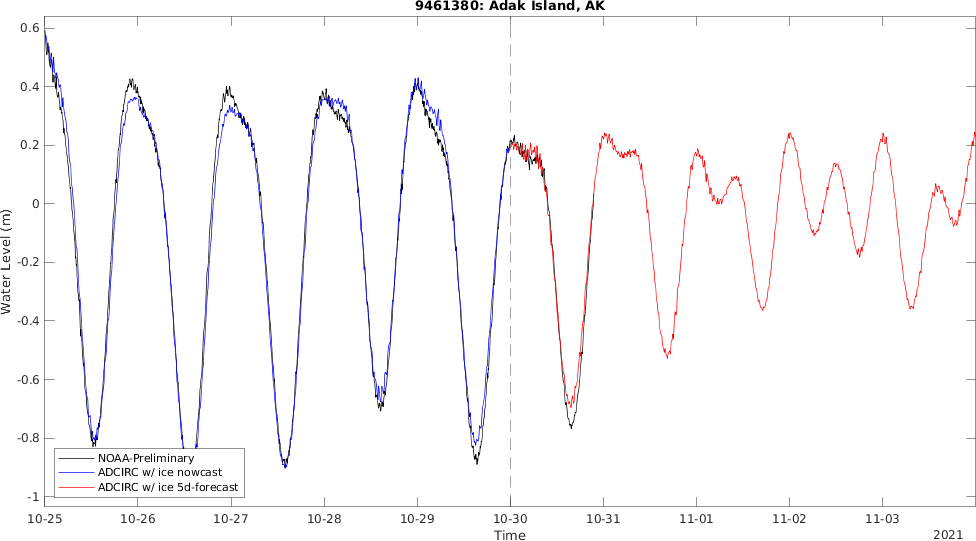 9461380: Adak Island, AK
Water Level (m)
0.6
0.4
0.2
0
-0.2
-0.4
-0.6
-0.8
-1
NOAA-Preliminary
ADCIRC w/ ice nowcast
ADCIRC w/ ice 5d-forecast
10-25 10-26 10-27 10-28 10-29 10-30 10-31 11-01 11-02 11-03
Time
2021